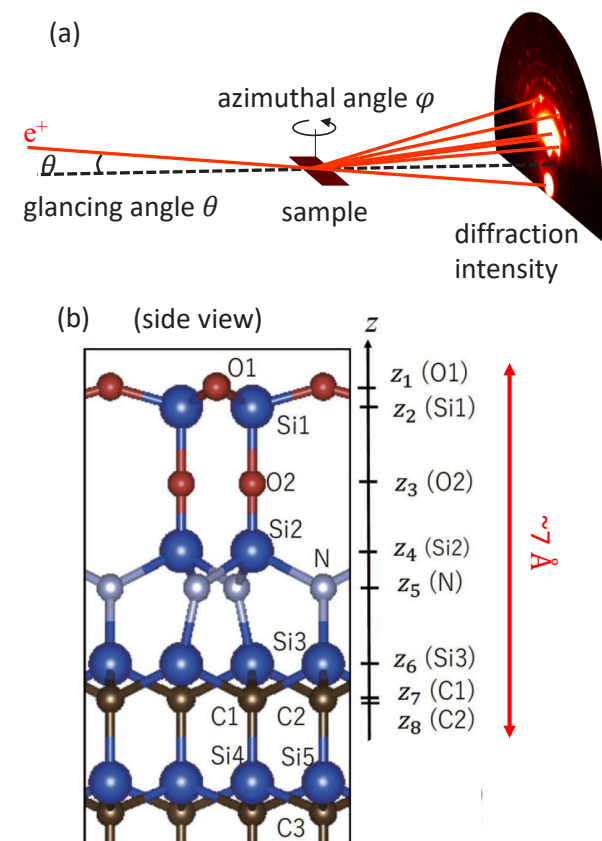 (a)
azimuthal angle φ
e⁺
θ
glancing angle θ
sample
diffraction
intensity
(b) (side view)
z
O1
z₁ (O1)
Si1
z₂ (Si1)
O2
z₃ (O2)
Si2
z₄ (Si2)
N
z₅ (N)
~7 Å
Si3
z₆ (Si3)
z₇ (C1)
C1 C2
z₈ (C2)
Si4 Si5
C3